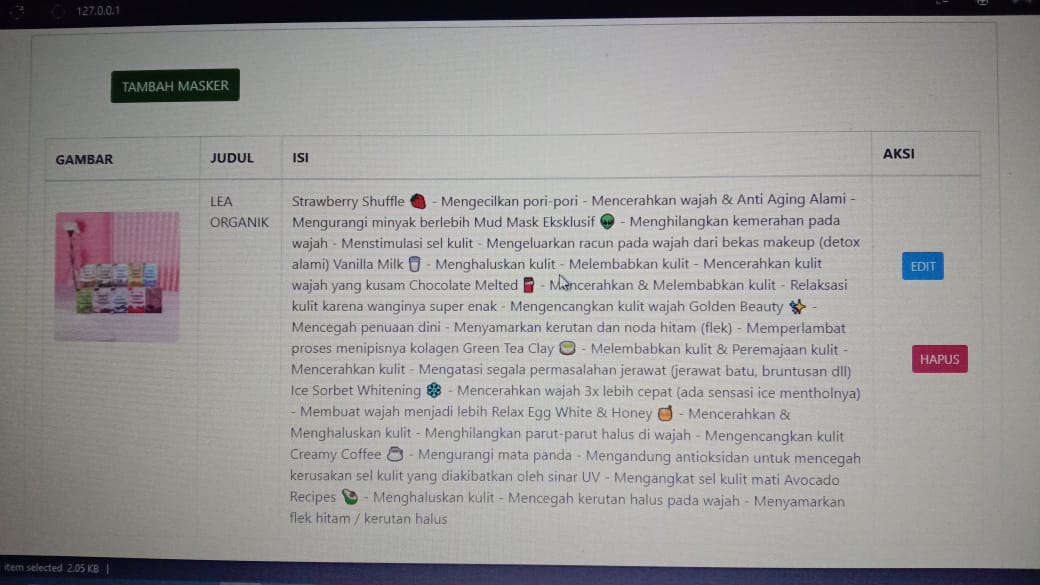 127.0.0.1
TAMBAH MASKER
GAMBAR
JUDUL
ISI
AKSI
LEA
ORGANIK
Strawberry Shuffle 🍓 - Mengecilkan pori-pori - Mencerahkan wajah & Anti Aging Alami -
Mengurangi minyak berlebih Mud Mask Eksklusif 👽 - Menghilangkan kemerahan pada
wajah - Menstimulasi sel kulit - Mengeluarkan racun pada wajah dari bekas makeup (detox
alami) Vanilla Milk 🥛 - Menghaluskan kulit - Melembabkan kulit - Mencerahkan kulit
wajah yang kusam Chocolate Melted 🍫 - Mencerahkan & Melembabkan kulit - Relaksasi
kulit karena wanginya super enak - Mengencangkan kulit wajah Golden Beauty ✨ -
Mencegah penuaan dini - Menyamarkan kerutan dan noda hitam (flek) - Memperlambat
proses menipisnya kolagen Green Tea Clay 🍵 - Melembabkan kulit & Peremajaan kulit -
Mencerahkan kulit - Mengatasi segala permasalahan jerawat (jerawat batu, bruntusan dll)
Ice Sorbet Whitening ❄️ - Mencerahkan wajah 3x lebih cepat (ada sensasi ice mentholnya)
- Membuat wajah menjadi lebih Relax Egg White & Honey 🍯 - Mencerahkan &
Menghaluskan kulit - Menghilangkan parut-parut halus di wajah - Mengencangkan kulit
Creamy Coffee ☕ - Mengurangi mata panda - Mengandung antioksidan untuk mencegah
kerusakan sel kulit yang diakibatkan oleh sinar UV - Mengangkat sel kulit mati Avocado
Recipes 🥑 - Menghaluskan kulit - Mencegah kerutan halus pada wajah - Menyamarkan
flek hitam / kerutan halus
EDIT
HAPUS
item selected 2.05 KB